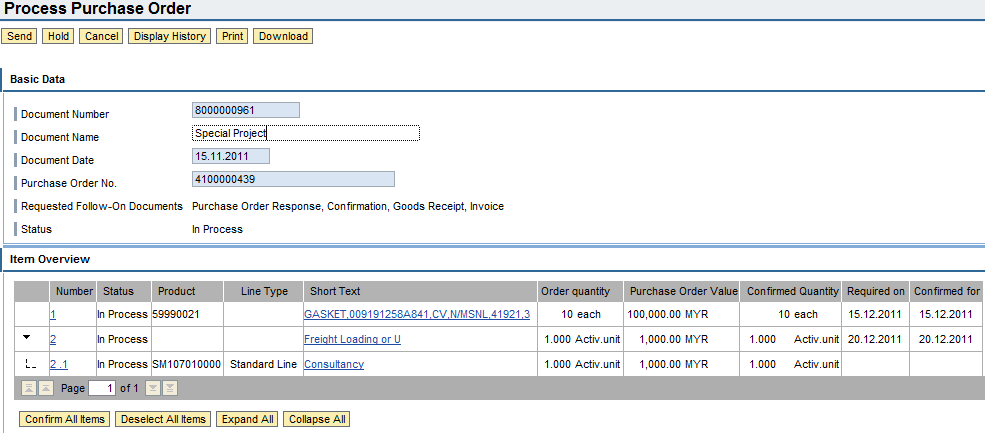 Process Purchase Order
Send Hold Cancel Display History Print Download
Basic Data
Document Number 8000000961
Document Name Special Project
Document Date 15.11.2011
Purchase Order No. 4100000439
Requested Follow-On Documents Purchase Order Response, Confirmation, Goods Receipt, Invoice
Status In Process
Item Overview
Number Status Product Line Type Short Text Order quantity Purchase Order Value Confirmed Quantity Required on Confirmed for
1 In Process 59990021 GASKET,009191258A841,CV,N/MSNL,41921,3 10 each 100,000.00 MYR 10 each 15.12.2011 15.12.2011
2 In Process Freight Loading or U 1.000 Activ.unit 1,000.00 MYR 1.000 Activ.unit 20.12.2011 20.12.2011
2 .1 In Process SM107010000 Standard Line Consultancy 1.000 Activ.unit 1,000.00 MYR 1.000 Activ.unit
Page 1 of 1
Confirm All Items Deselect All Items Expand All Collapse All